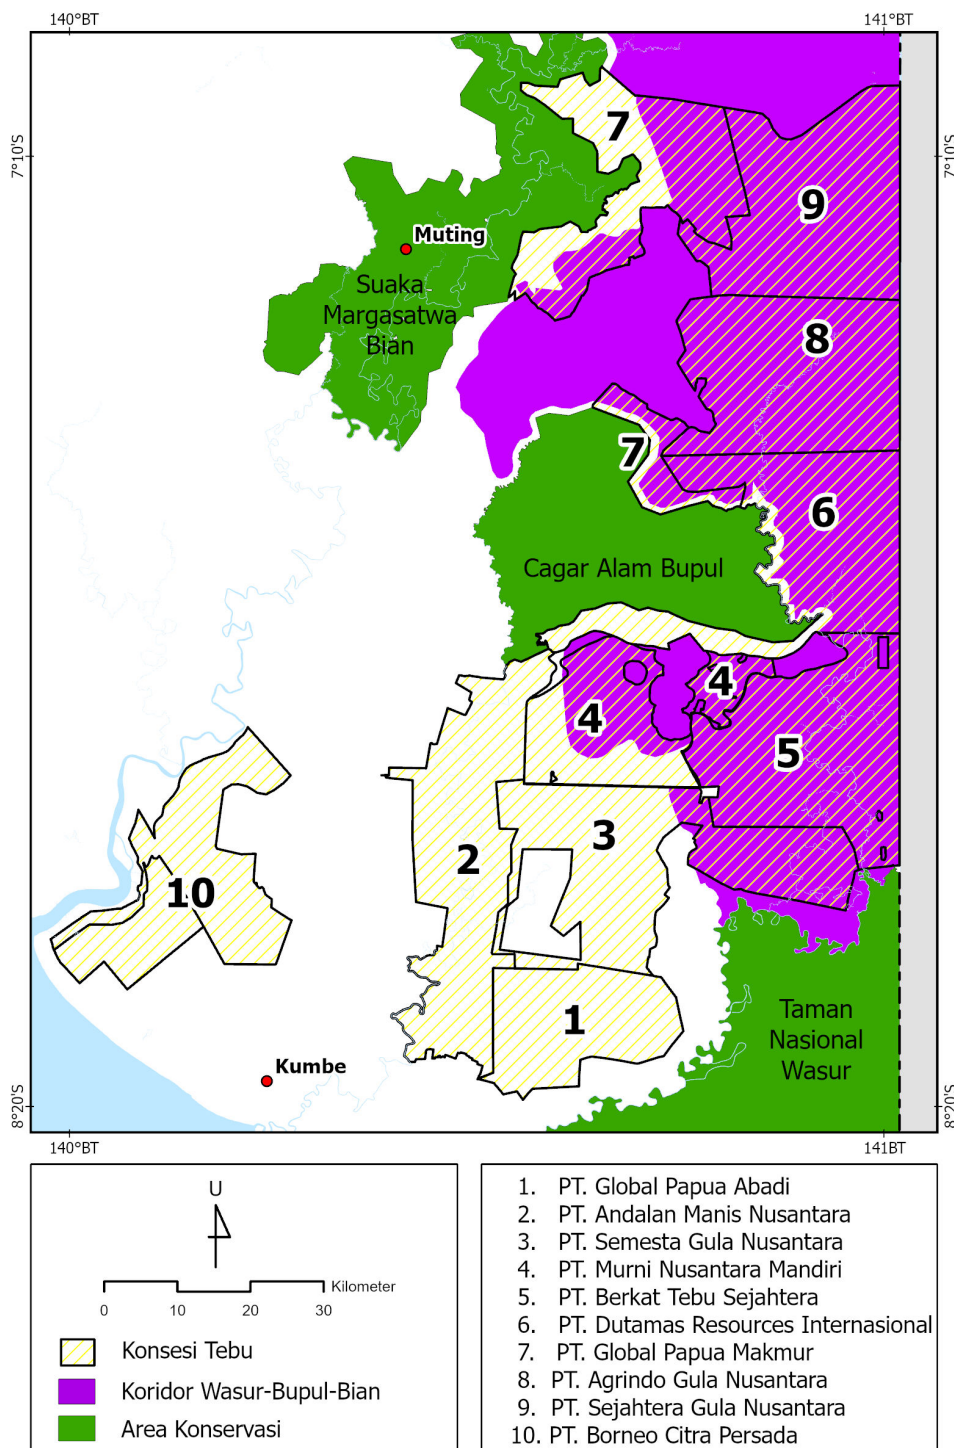 140°BT
141°BT
7°10'S
7°10'S
7
9
Muting
Suaka
Margasatwa
Bian
8
7
6
Cagar Alam Bupul
4
4
5
3
2
10
1
Taman
Nasional
Wasur
Kumbe
8°20'S
8°20'S
140°BT
141BT
U
Kilometer
0 10 20 30
Konsesi Tebu
Koridor Wasur-Bupul-Bian
Area Konservasi
1. PT. Global Papua Abadi
2. PT. Andalan Manis Nusantara
3. PT. Semesta Gula Nusantara
4. PT. Murni Nusantara Mandiri
5. PT. Berkat Tebu Sejahtera
6. PT. Dutamas Resources Internasional
7. PT. Global Papua Makmur
8. PT. Agrindo Gula Nusantara
9. PT. Sejahtera Gula Nusantara
10. PT. Borneo Citra Persada